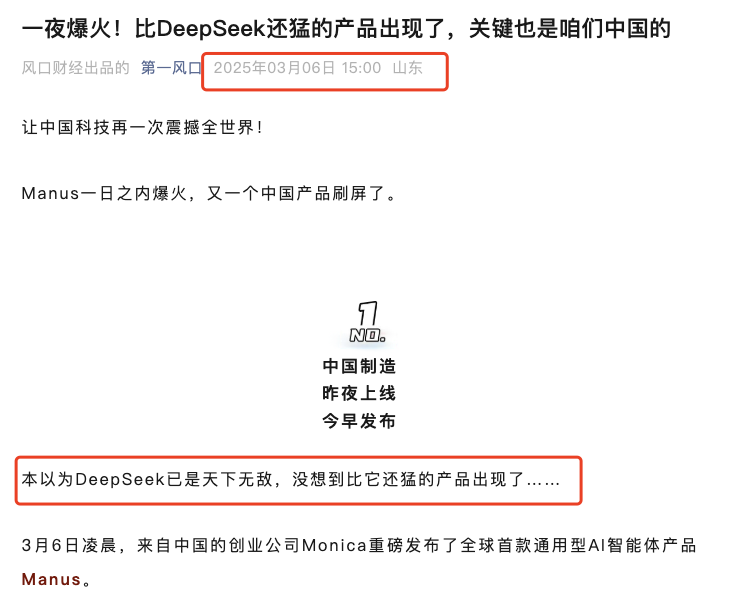 一夜爆火！比DeepSeek还猛的产品出现了，关键也是咱们中国的
风口财经出品的 第一风口 2025年03月06日 15:00 山东
让中国科技再一次震撼全世界！
Manus一日之内爆火，又一个中国产品刷屏了。
1
NO.
中国制造
昨夜上线
今早发布
本以为DeepSeek已是天下无敌，没想到比它还猛的产品出现了……
3月6日凌晨，来自中国的创业公司Monica重磅发布了全球首款通用型AI智能体产品
Manus。